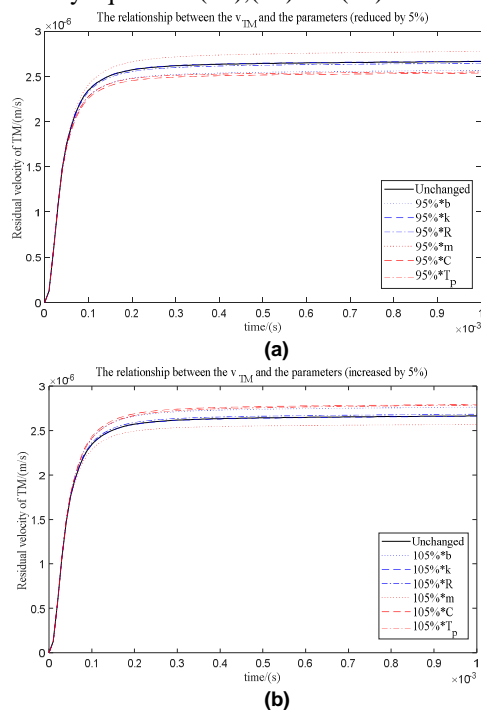 The relationship between the v_TM and the parameters (reduced by 5%)
×10^-6
Residual velocity of TM/(m/s)
3
2.5
2
1.5
1
0.5
0
Unchanged
95%*b
95%*k
95%*R
95%*m
95%*C
95%*T_p
0 0.1 0.2 0.3 0.4 0.5 0.6 0.7 0.8 0.9 1
time/(s)
×10^-3
(a)
The relationship between the v_TM and the parameters (increased by 5%)
×10^-6
Residual velocity of TM/(m/s)
3
2.5
2
1.5
1
0.5
0
Unchanged
105%*b
105%*k
105%*R
105%*m
105%*C
105%*T_p
0 0.1 0.2 0.3 0.4 0.5 0.6 0.7 0.8 0.9 1
time/(s)
×10^-3
(b)